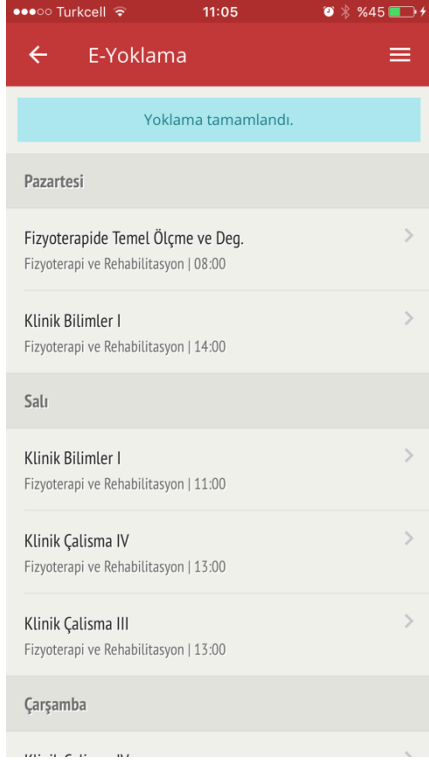 Turkcell 11:05 %45
E-Yoklama
Yoklama tamamlandı.
Pazartesi
Fizyoterapide Temel Ölçme ve Deg.
Fizyoterapi ve Rehabilitasyon | 08:00
Klinik Bilimler I
Fizyoterapi ve Rehabilitasyon | 14:00
Salı
Klinik Bilimler I
Fizyoterapi ve Rehabilitasyon | 11:00
Klinik Çalisma IV
Fizyoterapi ve Rehabilitasyon | 13:00
Klinik Çalisma III
Fizyoterapi ve Rehabilitasyon | 13:00
Çarşamba